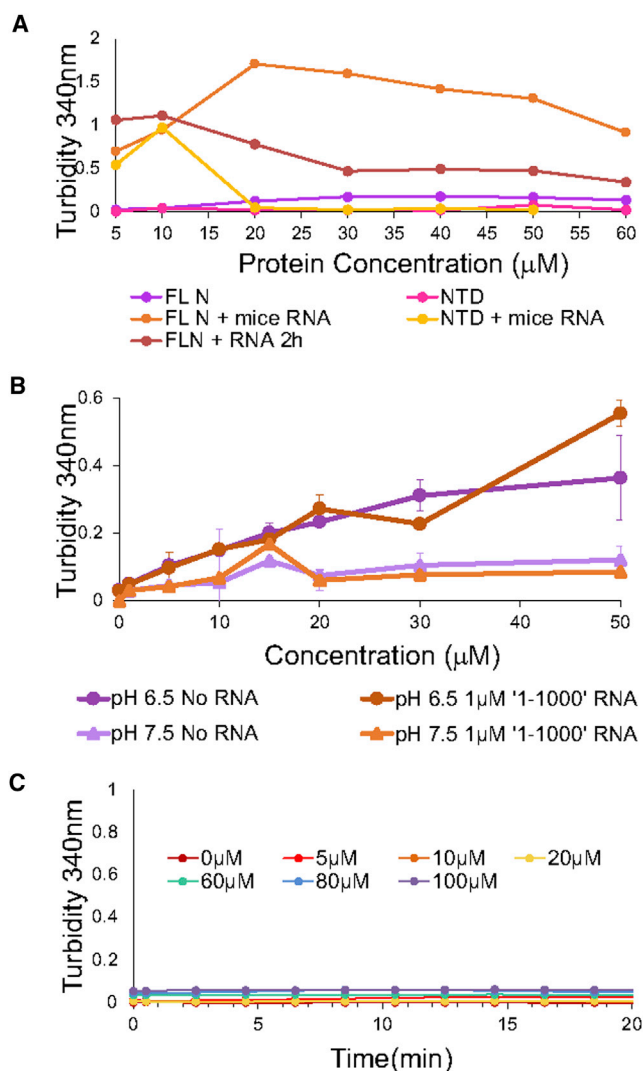 A
Turbidity 340nm
2
1.5
1
0.5
0
5 10 15 20 25 30 35 40 45 50 55 60
Protein Concentration (μM)
FL N
NTD
FL N + mice RNA
NTD + mice RNA
FLN + RNA 2h
B
Turbidity 340nm
0.6
0.4
0.2
0
0 10 20 30 40 50
Concentration (μM)
pH 6.5 No RNA
pH 6.5 1μM '1-1000' RNA
pH 7.5 No RNA
pH 7.5 1μM '1-1000' RNA
C
Turbidity 340nm
1
0.8
0.6
0.4
0.2
0
0μM 5μM 10μM 20μM
60μM 80μM 100μM
0 5 10 15 20
Time(min)